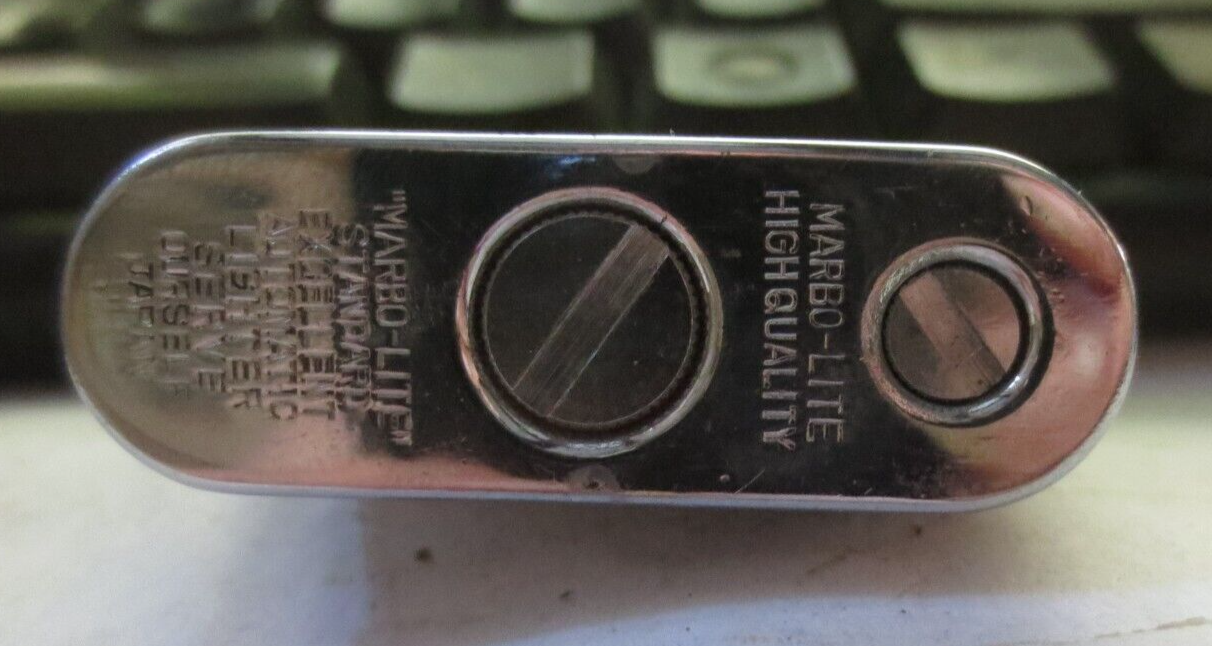 MARBO-LITE
HIGH QUALITY
"MARBO-LITE"
STANDARD
EXCELLENT
AUTOMATIC
LIGHTER
SERVE
OURSELF
JAPAN